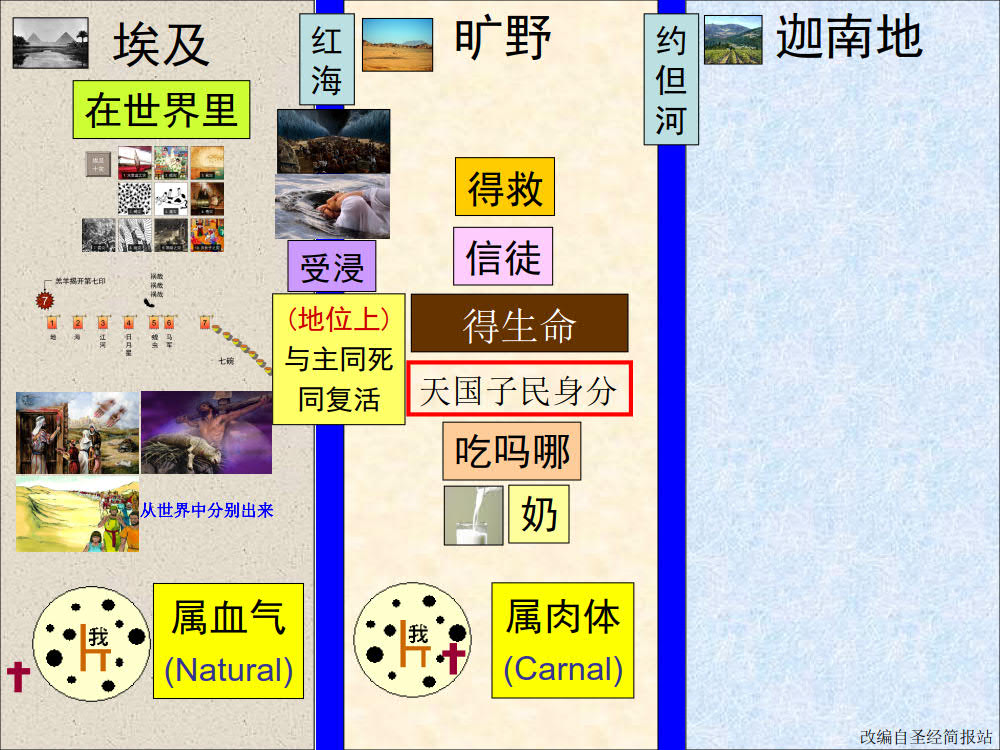 埃及
红
海
旷野
约
但
河
迦南地
在世界里
埃及
十灾
得救
信徒
受浸
(地位上)
与主同死
同复活
得生命
天国子民身分
吃吗哪
奶
羔羊揭开第七印
7
祸哉
祸哉
祸哉
1
2
3
4
5
6
7
地
海
江
河
日
月
星
蝗
虫
马
军
七碗
从世界中分别出来
我
属血气
(Natural)
我
属肉体
(Carnal)
改编自圣经简报站